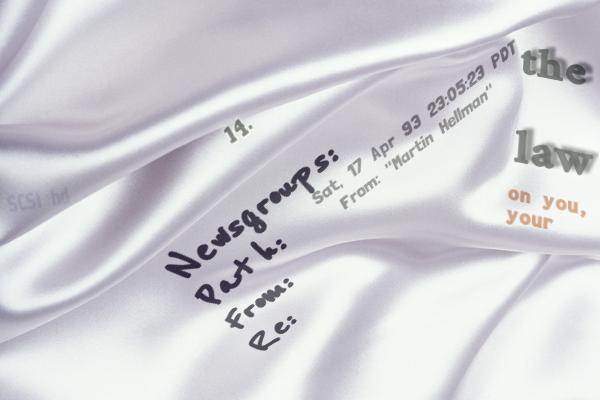 the
law
on you,
your
Sat, 17 Apr 93 23:05:23 PDT
From: "Martin Hellman"
14.
Newsgroups:
Path:
From:
Re:
SCSI hd